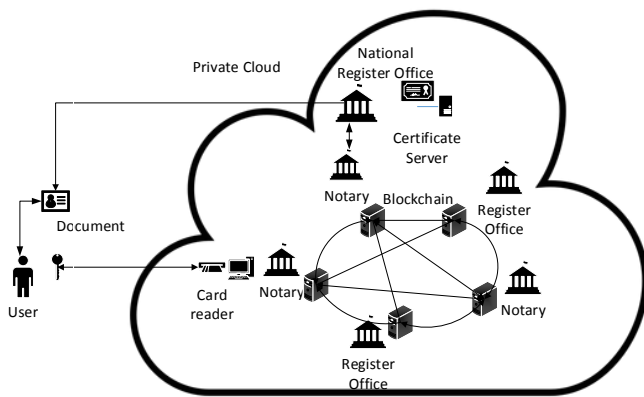 National
Private Cloud
Register Office
Certificate
Server
Notary
Blockchain
Register
Office
Document
User
Card
reader
Notary
Notary
Register
Office